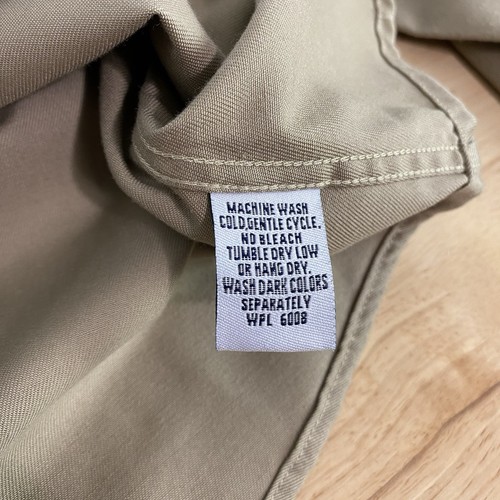 MACHINE WASH
COLD,GENTLE CYCLE.
NO BLEACH
TUMBLE DRY LOW
OR HANG DRY.
WASH DARK COLORS
SEPARATELY
WPL 6008